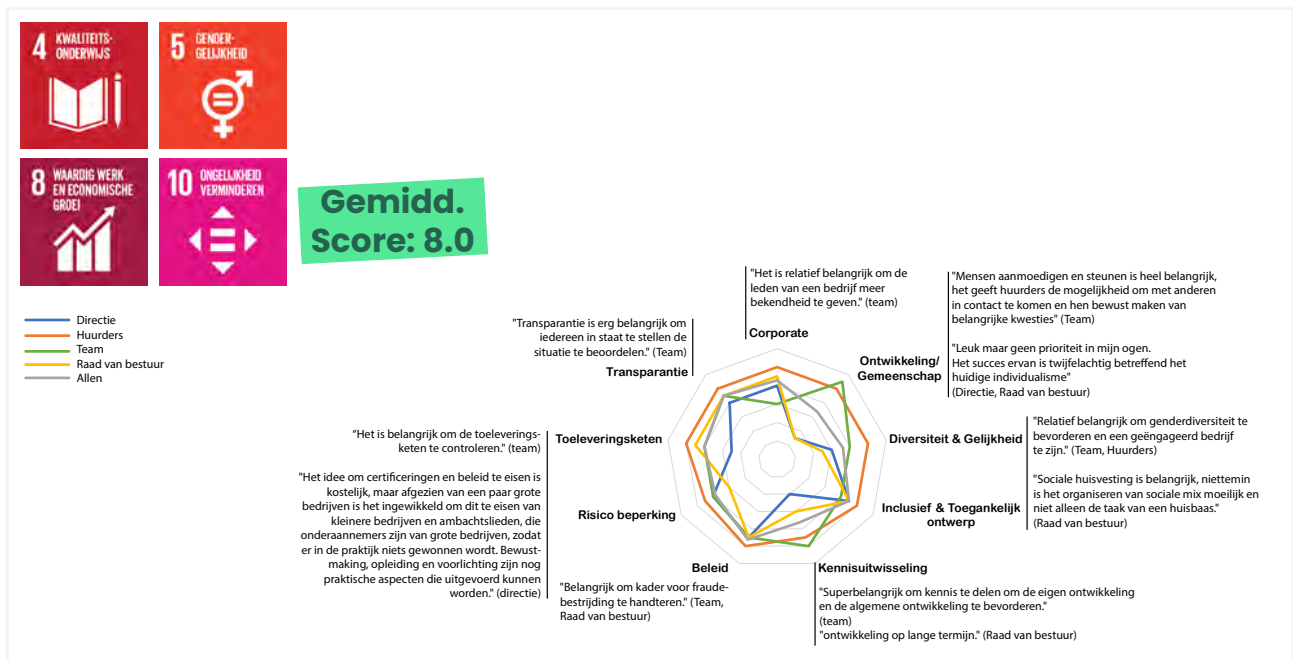 4 KWALITEITS-
ONDERWIJS
5 GENDER-
GELIJKHEID
8 WAARDIG WERK
EN ECONOMISCHE
GROEI
10 ONGELIJKHEID
VERMINDEREN
Gemidd.
Score: 8.0
Directie
Huurders
Team
Raad van bestuur
Allen
"Het is relatief belangrijk om de
leden van een bedrijf meer
bekendheid te geven." (team)
Corporate
"Mensen aanmoedigen en steunen is heel belangrijk,
het geeft huurders de mogelijkheid om met anderen
in contact te komen en hen bewust maken van
belangrijke kwesties" (Team)
"Leuk maar geen prioriteit in mijn ogen.
Het succes ervan is twijfelachtig betreffend het
huidige individualisme"
(Directie, Raad van bestuur)
Ontwikkeling/
Gemeenschap
"Relatief belangrijk om genderdiversiteit te
bevorderen en een geëngageerd bedrijf
te zijn." (Team, Huurders)
Diversiteit & Gelijkheid
"Sociale huisvesting is belangrijk, niettemin
is het organiseren van sociale mix moeilijk en
niet alleen de taak van een huisbaas."
(Raad van bestuur)
Inclusief & Toegankelijk
ontwerp
Kennisuitwisseling
"Superbelangrijk om kennis te delen om de eigen ontwikkeling
en de algemene ontwikkeling te bevorderen."
(team)
"ontwikkeling op lange termijn." (Raad van bestuur)
Beleid
"Belangrijk om kader voor fraude-
bestrijding te handteren." (Team,
Raad van bestuur)
Risico beperking
"Het idee om certificeringen en beleid te eisen is
kostelijk, maar afgezien van een paar grote
bedrijven is het ingewikkeld om dit te eisen van
kleinere bedrijven en ambachtslieden, die
onderaannemers zijn van grote bedrijven, zodat
er in de praktijk niets gewonnen wordt. Bewust-
making, opleiding en voorlichting zijn nog
praktische aspecten die uitgevoerd kunnen
worden." (directie)
Toeleveringsketen
"Het is belangrijk om de toeleverings-
keten te controleren." (team)
"Transparantie is erg belangrijk om
iedereen in staat te stellen de
situatie te beoordelen." (Team)
Transparantie